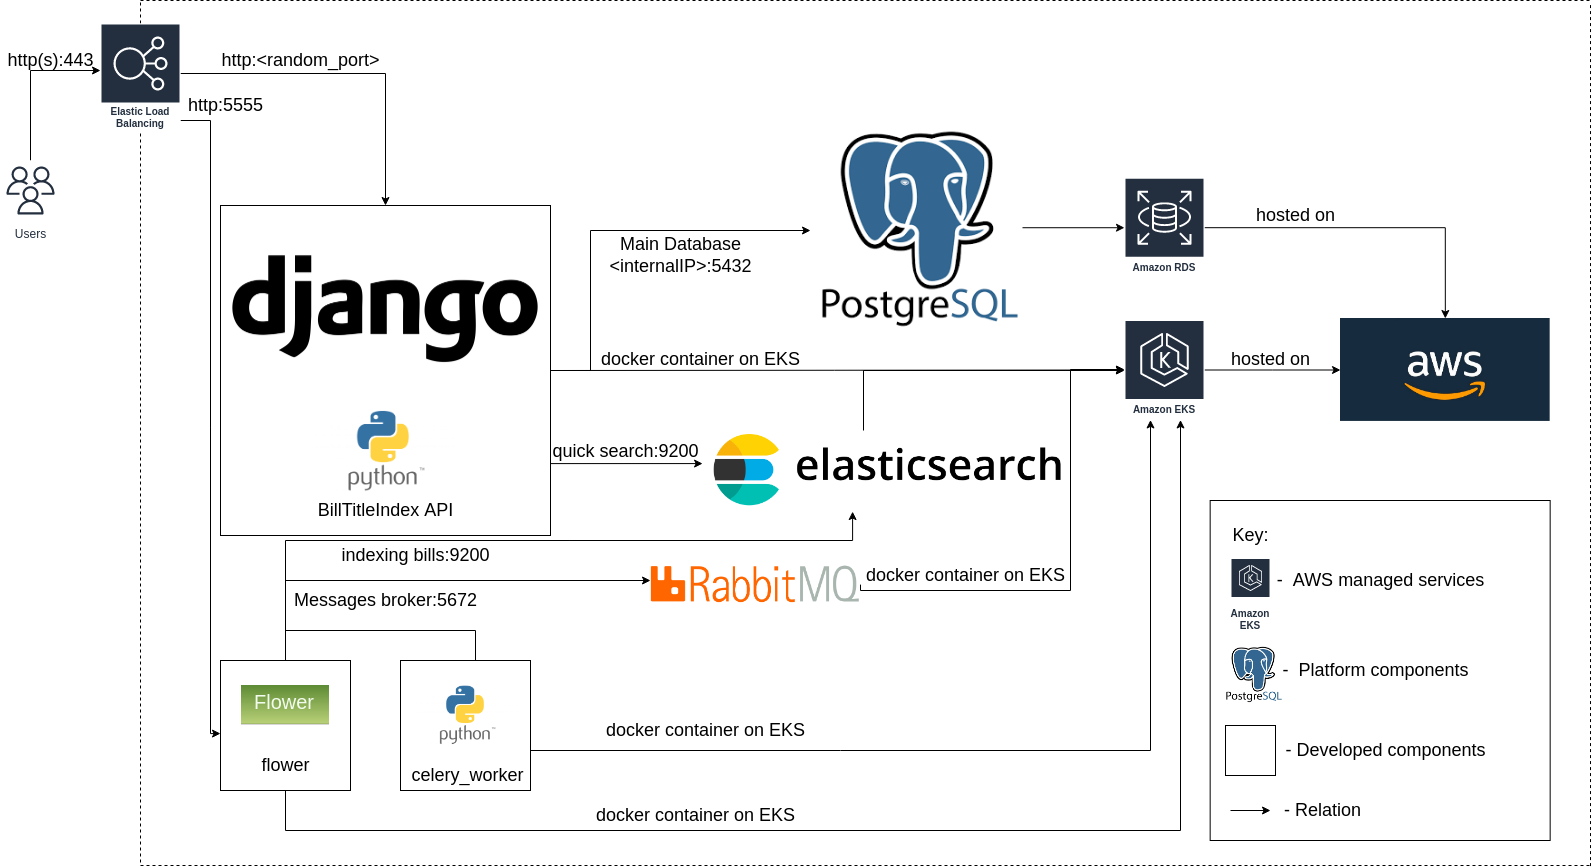 http(s):443
http:<random_port>
http:5555
Elastic Load
Balancing
Users
Main Database
<internalIP>:5432
PostgreSQL
Amazon RDS
hosted on
django
python™
BillTitleIndex API
docker container on EKS
Amazon EKS
hosted on
aws
quick search:9200
elasticsearch
indexing bills:9200
RabbitMQ
docker container on EKS
Messages broker:5672
Flower
flower
python™
celery_worker
docker container on EKS
docker container on EKS
Key:
- AWS managed services
Amazon
EKS
- Platform components
PostgreSQL
- Developed components
- Relation